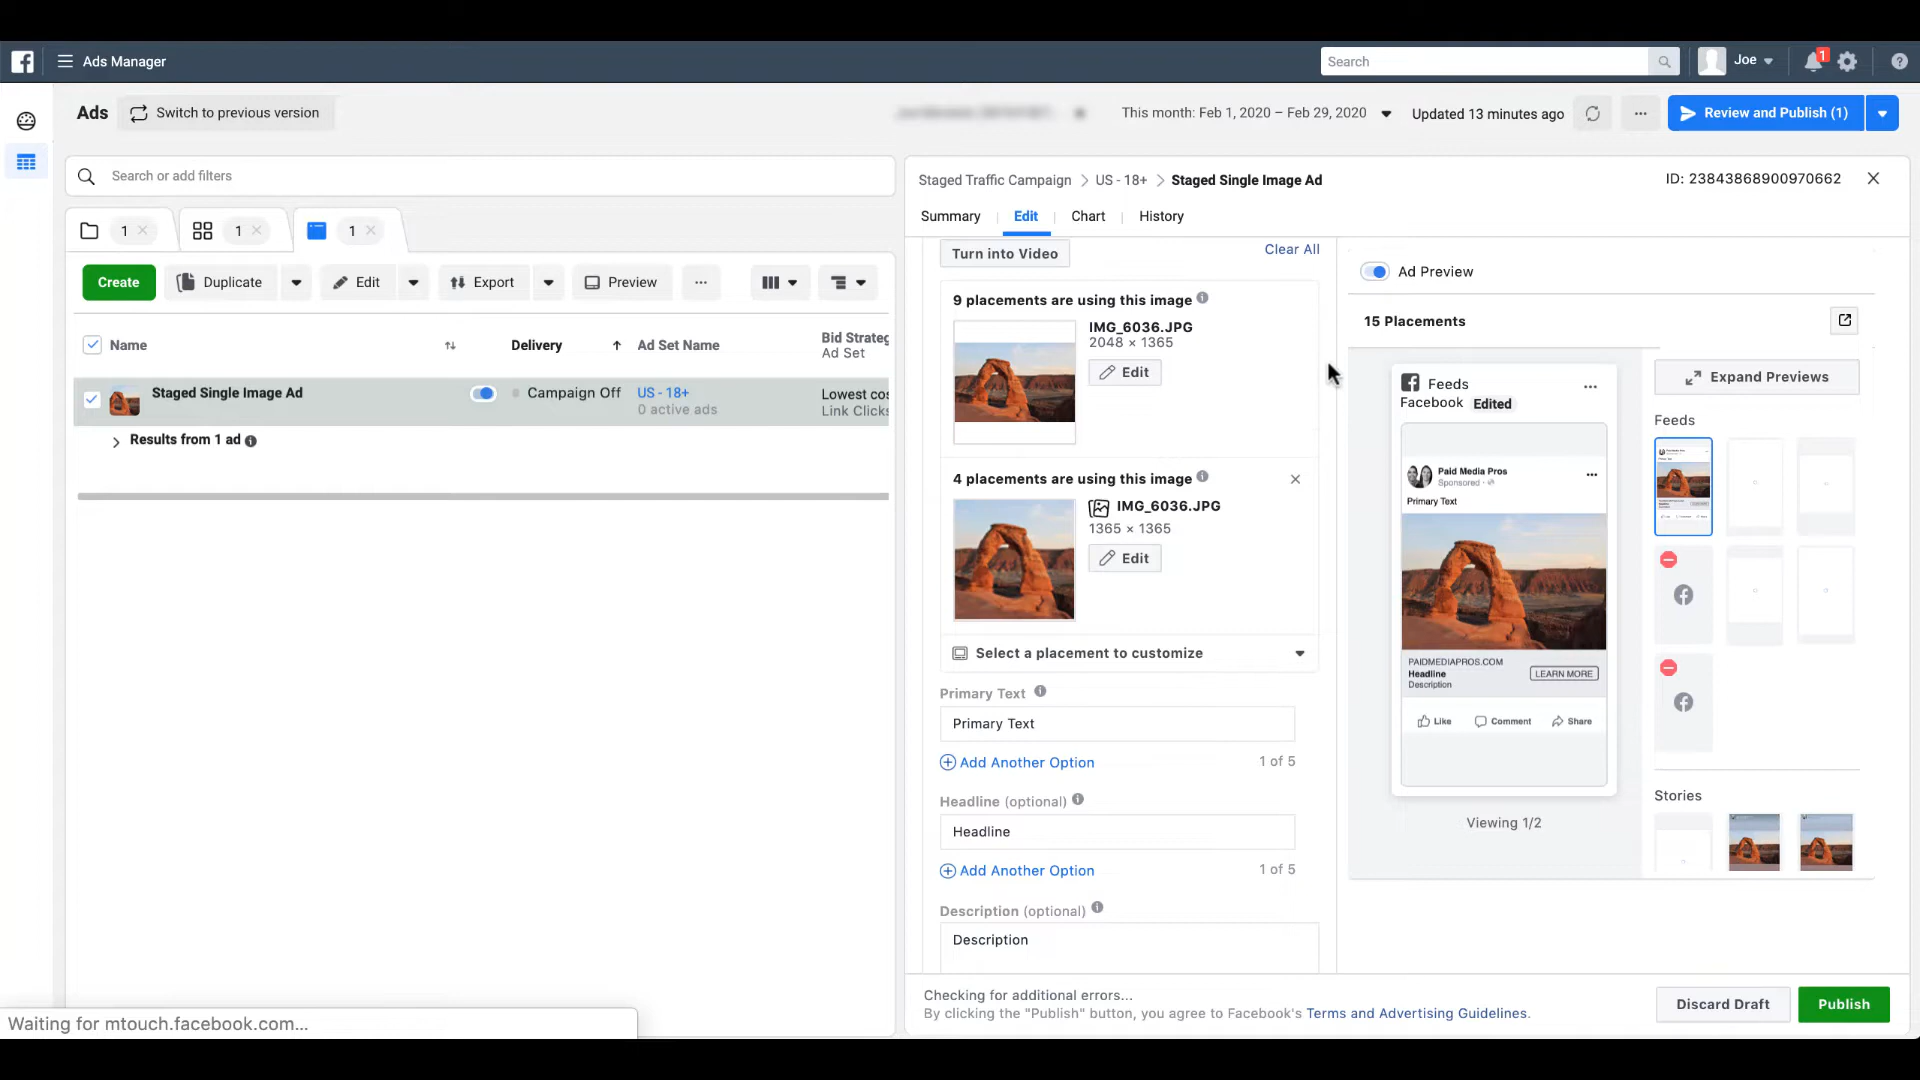 Ads Manager
Search
Joe
1
Ads
Switch to previous version
This month: Feb 1, 2020 – Feb 29, 2020
Updated 13 minutes ago
Review and Publish (1)
Search or add filters
Staged Traffic Campaign
US - 18+
Staged Single Image Ad
ID: 23843868900970662
Summary
Edit
Chart
History
1
1
1
Create
Duplicate
Edit
Export
Preview
Name
Delivery
Ad Set Name
Bid Strateg
Ad Set
Staged Single Image Ad
Campaign Off
US - 18+
0 active ads
Lowest cos
Link Clicks
Results from 1 ad
Turn into Video
Clear All
9 placements are using this image
IMG_6036.JPG
2048 × 1365
Edit
4 placements are using this image
IMG_6036.JPG
1365 × 1365
Edit
Select a placement to customize
Primary Text
Primary Text
Add Another Option
1 of 5
Headline (optional)
Headline
Add Another Option
1 of 5
Description (optional)
Description
Ad Preview
15 Placements
Feeds
Facebook Edited
Paid Media Pros
Sponsored ·
Primary Text
PAIDMEDIAPROS.COM
Headline
Description
LEARN MORE
Like
Comment
Share
Viewing 1/2
Expand Previews
Feeds
Stories
Checking for additional errors...
By clicking the "Publish" button, you agree to Facebook's Terms and Advertising Guidelines.
Discard Draft
Publish
Waiting for mtouch.facebook.com...